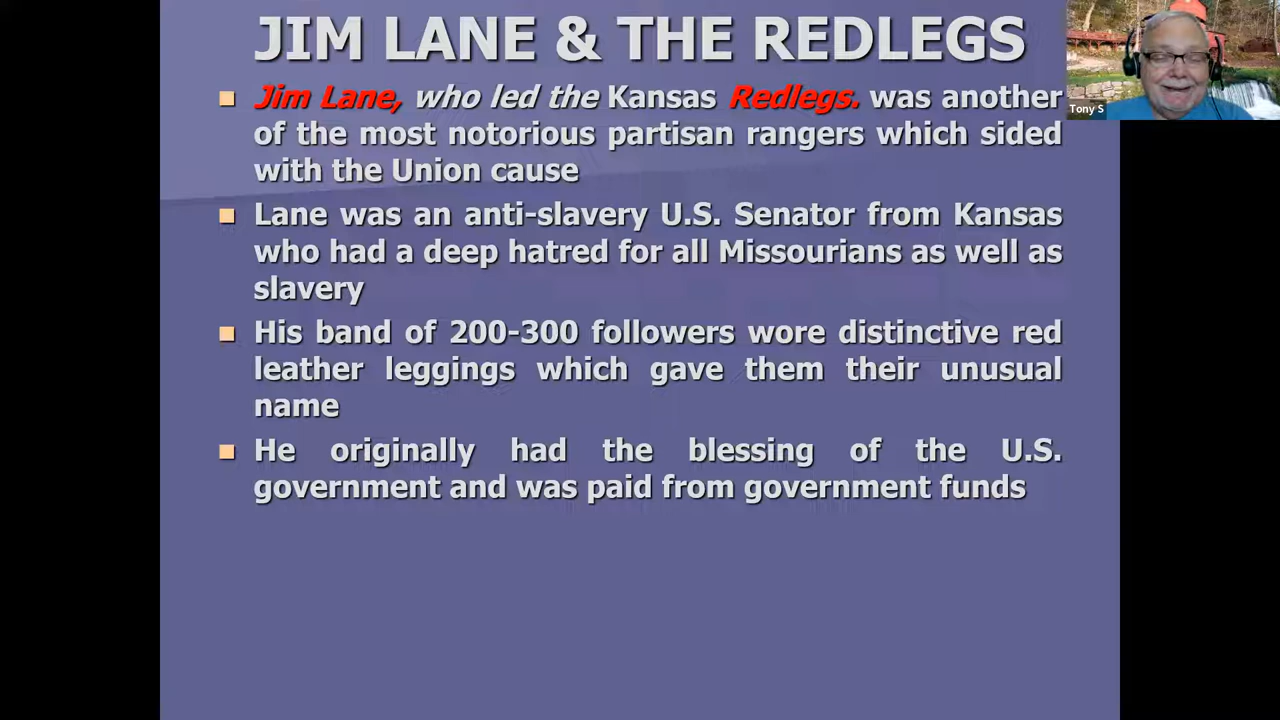 JIM LANE & THE REDLEGS
Jim Lane, who led the Kansas Redlegs. was another
of the most notorious partisan rangers which sided
with the Union cause
Lane was an anti-slavery U.S. Senator from Kansas
who had a deep hatred for all Missourians as well as
slavery
His band of 200-300 followers wore distinctive red
leather leggings which gave them their unusual
name
He originally had the blessing of the U.S.
government and was paid from government funds
Tony S